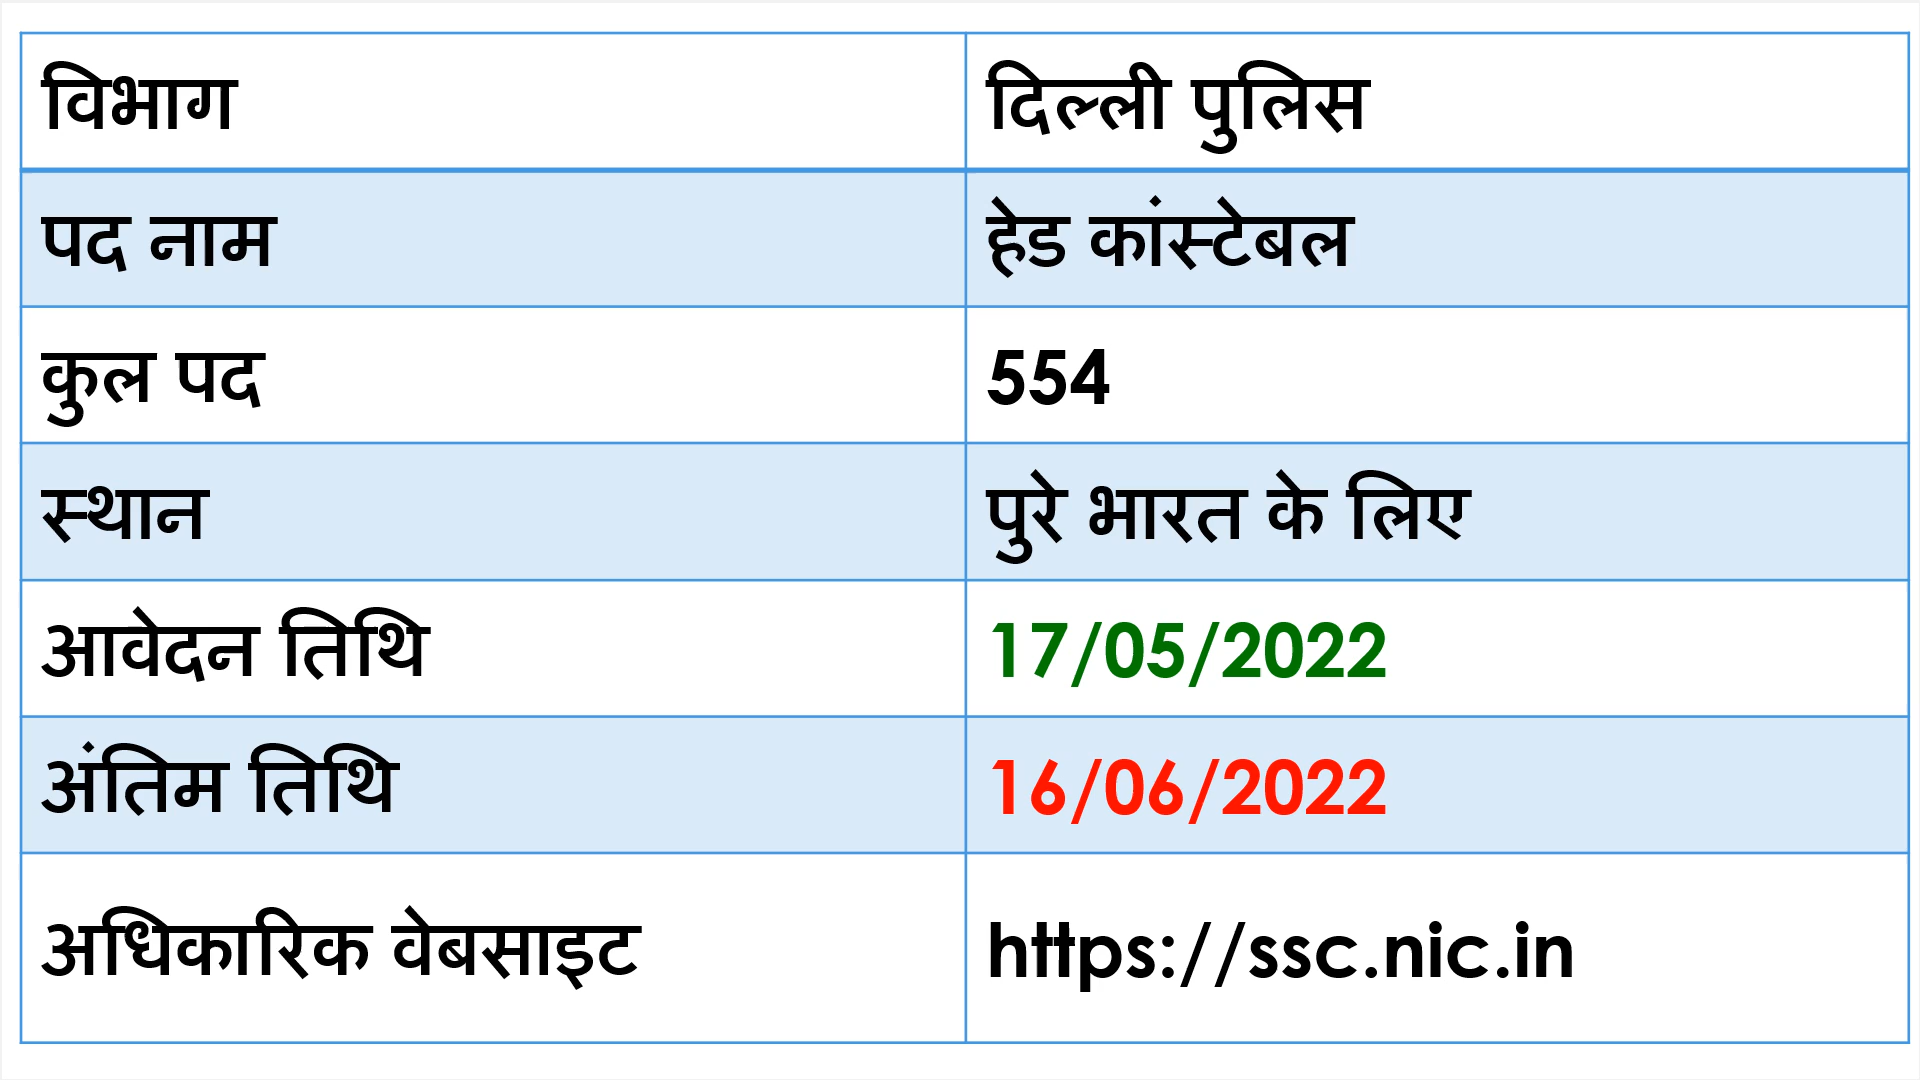 विभाग दिल्ली पुलिस
पद नाम हेड कांस्टेबल
कुल पद 554
स्थान पुरे भारत के लिए
आवेदन तिथि 17/05/2022
अंतिम तिथि 16/06/2022
अधिकारिक वेबसाइट https://ssc.nic.in